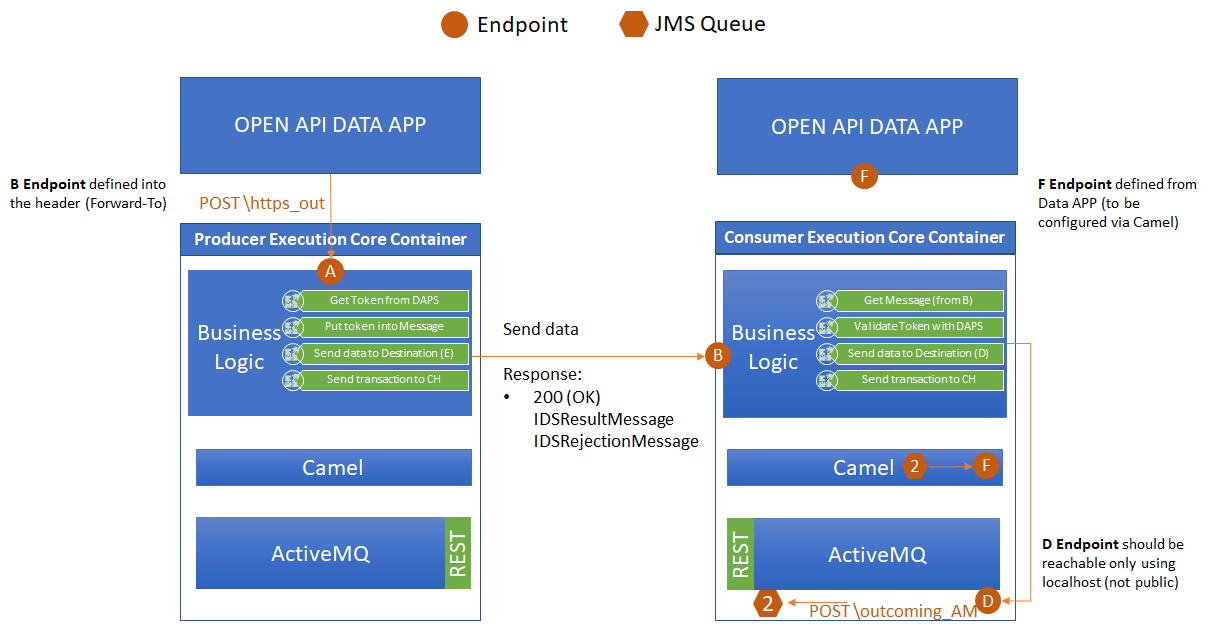 Endpoint
JMS Queue
OPEN API DATA APP
OPEN API DATA APP
F
B Endpoint defined into
the header (Forward-To)
POST \https_out
F Endpoint defined from
Data APP (to be
configured via Camel)
Producer Execution Core Container
Consumer Execution Core Container
A
Business
Logic
Get Token from DAPS
Put token into Message
Send data to Destination (E)
Send transaction to CH
Send data
Response:
• 200 (OK)
IDSResultMessage
IDSRejectionMessage
B
Business
Logic
Get Message (from B)
Validate Token with DAPS
Send data to Destination (D)
Send transaction to CH
Camel
Camel
2
F
ActiveMQ
REST
REST
ActiveMQ
D Endpoint should be
reachable only using
localhost (not public)
2
POST \outcoming_AM
D